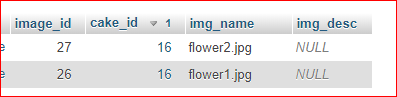 image_id cake_id 1 img_name img_desc
e 27 16 flower2.jpg NULL
e 26 16 flower1.jpg NULL